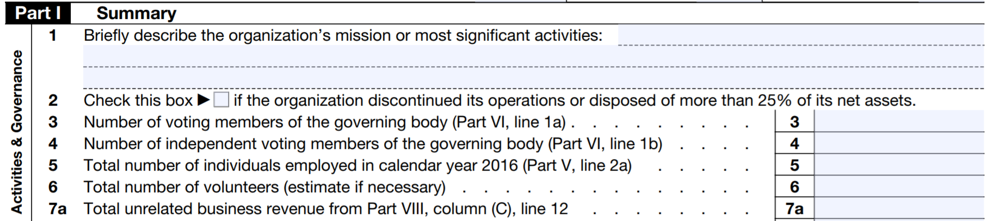 Part I Summary
Activities & Governance
1 Briefly describe the organization’s mission or most significant activities:
2 Check this box ▶ ☐ if the organization discontinued its operations or disposed of more than 25% of its net assets.
3 Number of voting members of the governing body (Part VI, line 1a) . . . . . . . . . 3
4 Number of independent voting members of the governing body (Part VI, line 1b) . . . . 4
5 Total number of individuals employed in calendar year 2016 (Part V, line 2a) . . . . . 5
6 Total number of volunteers (estimate if necessary) . . . . . . . . . . . . . . 6
7a Total unrelated business revenue from Part VIII, column (C), line 12 . . . . . . . . 7a